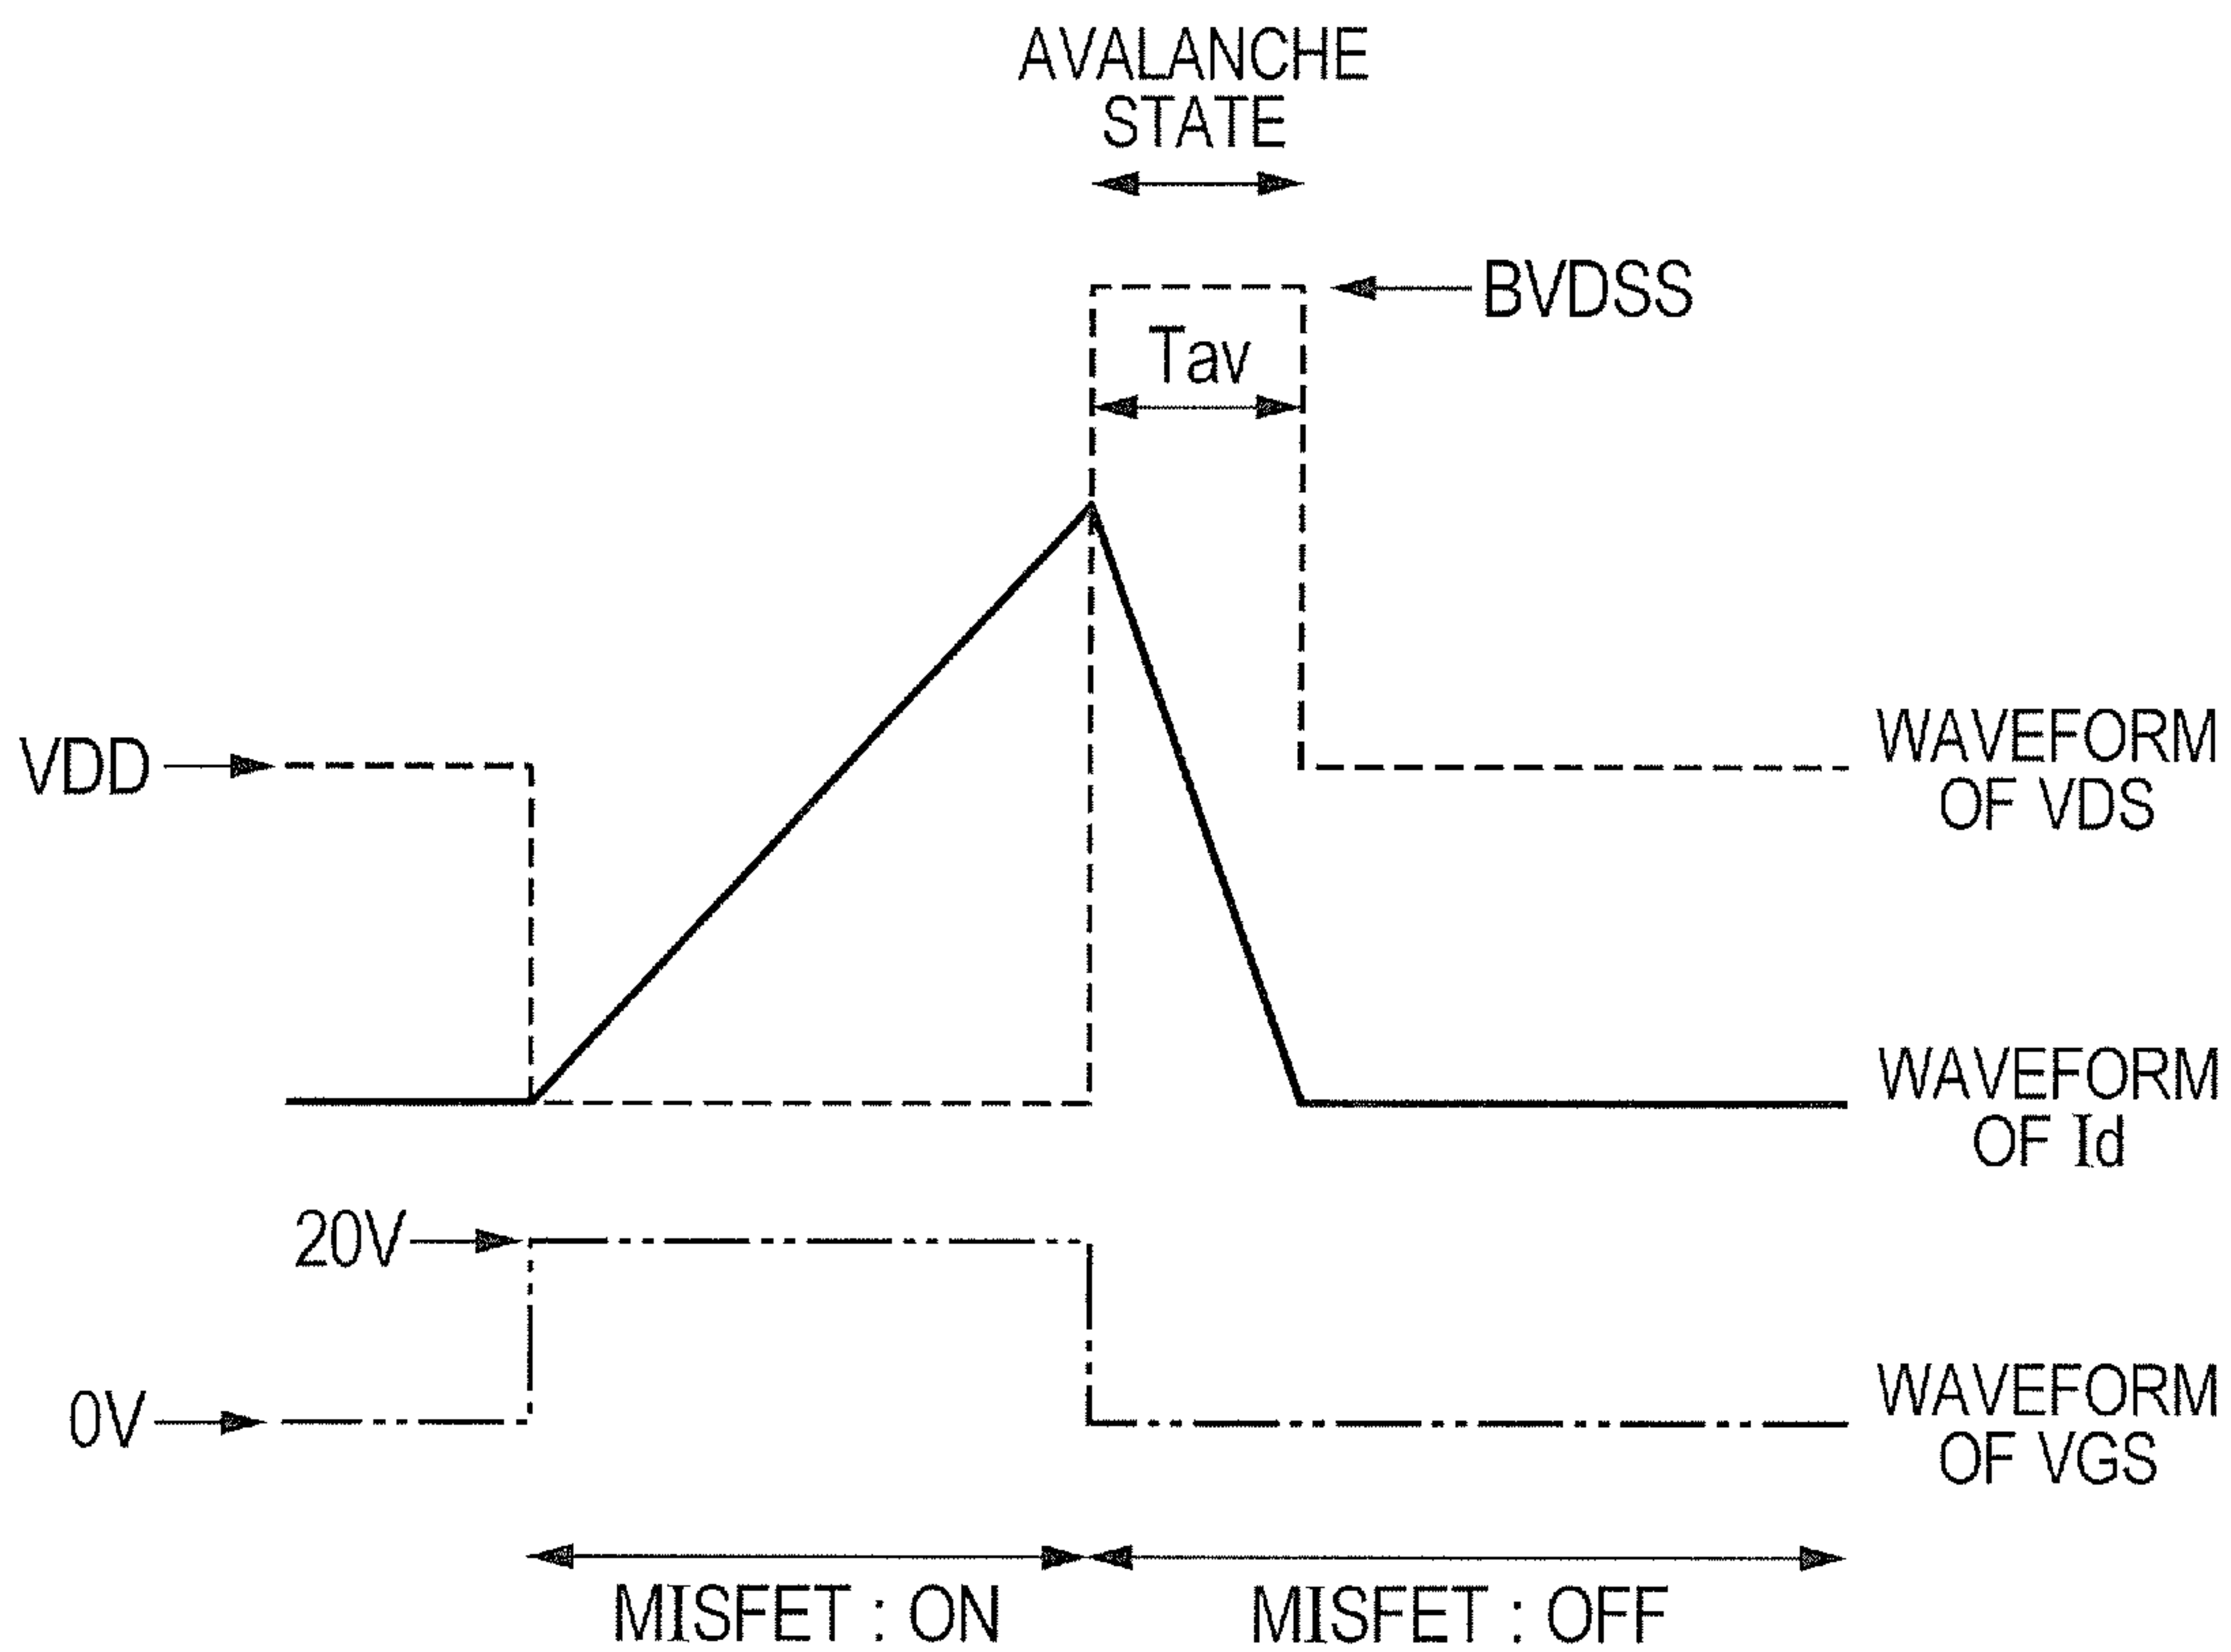 AVALANCHE
STATE
BVDSS
Tav
VDD
WAVEFORM
OF VDS
WAVEFORM
OF Id
20V
0V
WAVEFORM
OF VGS
MISFET : ON
MISFET : OFF